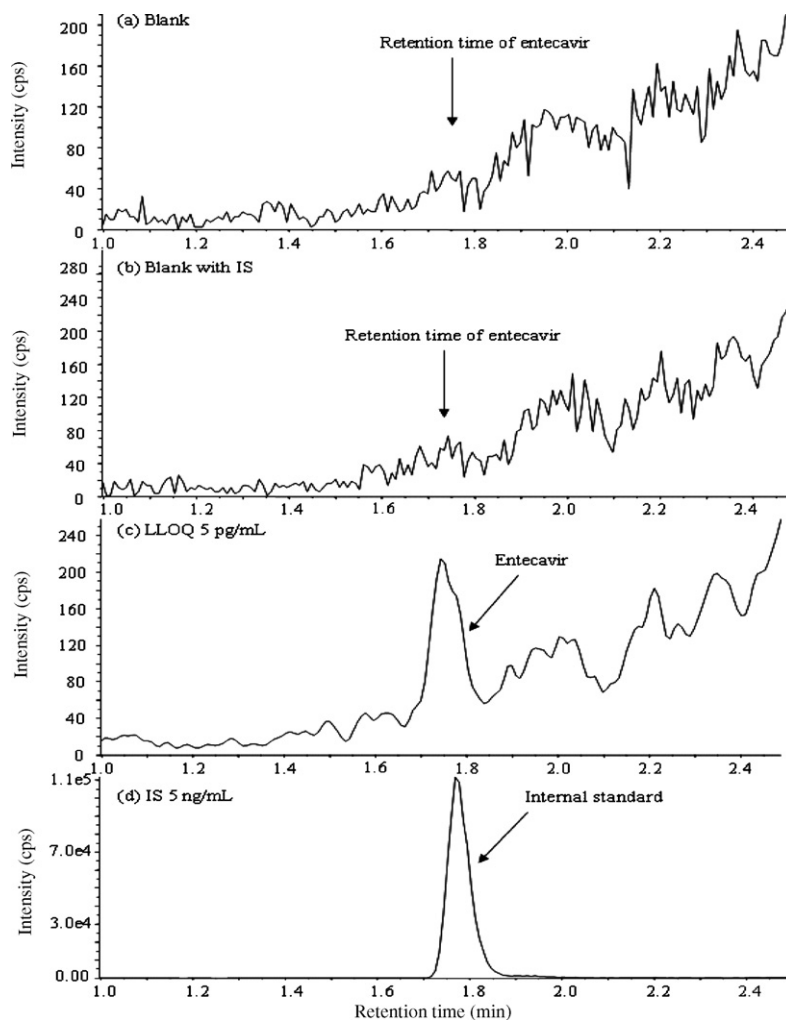 (a) Blank
Retention time of entecavir
Intensity (cps)
210
160
120
80
40
0
1.0 1.2 1.4 1.6 1.8 2.0 2.2 2.4
(b) Blank with IS
Retention time of entecavir
Intensity (cps)
280
240
200
160
120
80
40
0
1.0 1.2 1.4 1.6 1.8 2.0 2.2 2.4
(c) LLOQ 5 pg/mL
Entecavir
Intensity (cps)
240
200
160
120
80
40
0
1.0 1.2 1.4 1.6 1.8 2.0 2.2 2.4
(d) IS 5 ng/mL
Internal standard
Intensity (cps)
1.1e5
7.0e4
3.0e4
0.00
1.0 1.2 1.4 1.6 1.8 2.0 2.2 2.4
Retention time (min)